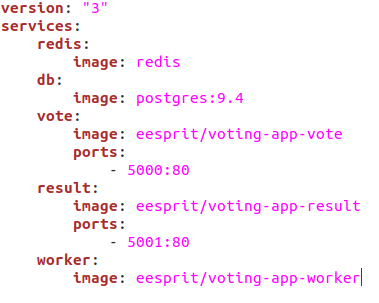 version: "3"
services:
    redis:
        image: redis
    db:
        image: postgres:9.4
    vote:
        image: eesprit/voting-app-vote
        ports:
            - 5000:80
    result:
        image: eesprit/voting-app-result
        ports:
            - 5001:80
    worker:
        image: eesprit/voting-app-worker